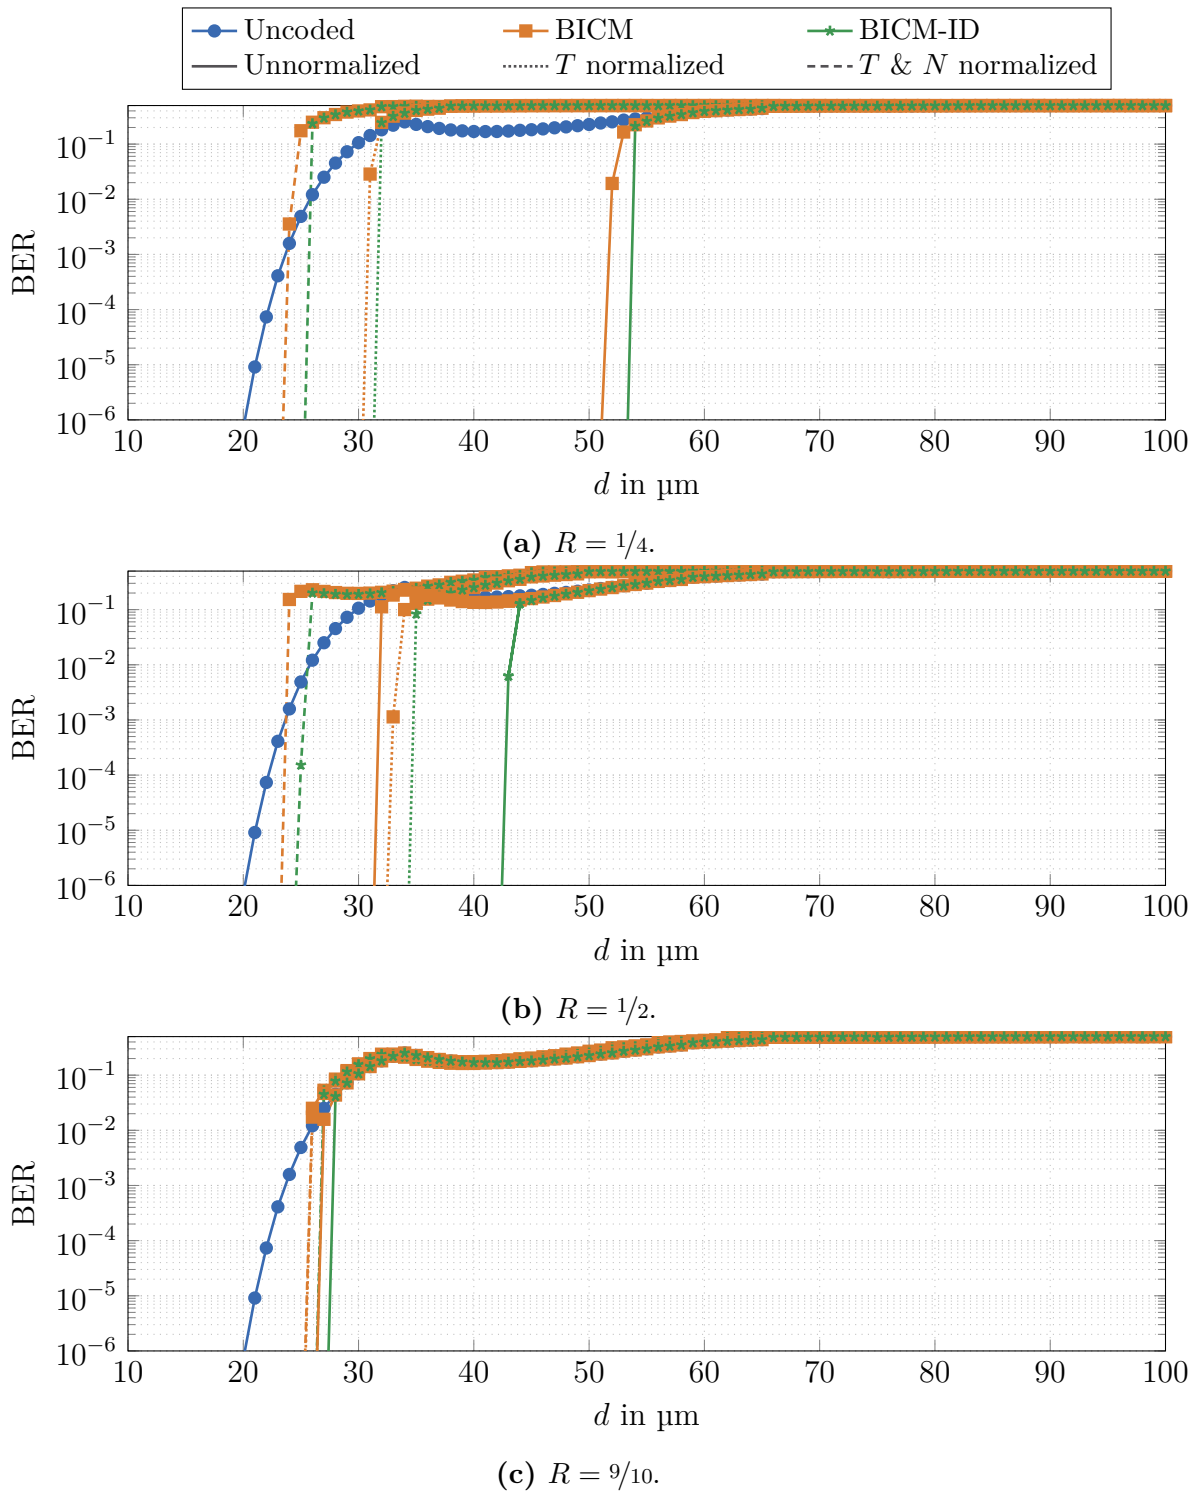 Uncoded BICM BICM-ID
Unnormalized T normalized T & N normalized
10⁻¹
10⁻²
10⁻³
10⁻⁴
10⁻⁵
10⁻⁶
BER
10 20 30 40 50 60 70 80 90 100
d in µm
(a) R = 1/4.
10⁻¹
10⁻²
10⁻³
10⁻⁴
10⁻⁵
10⁻⁶
BER
10 20 30 40 50 60 70 80 90 100
d in µm
(b) R = 1/2.
10⁻¹
10⁻²
10⁻³
10⁻⁴
10⁻⁵
10⁻⁶
BER
10 20 30 40 50 60 70 80 90 100
d in µm
(c) R = 9/10.